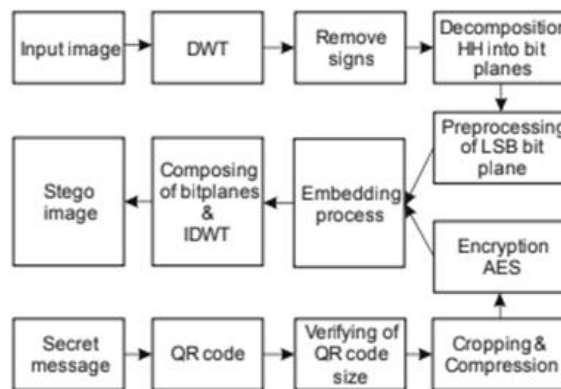 Input image
DWT
Remove
signs
Decomposition
HH into bit
planes
Preprocessing
of LSB bit
plane
Stego
image
Composing
of bitplanes
&
IDWT
Embedding
process
Encryption
AES
Secret
message
QR code
Verifying of
QR code
size
Cropping &
Compression